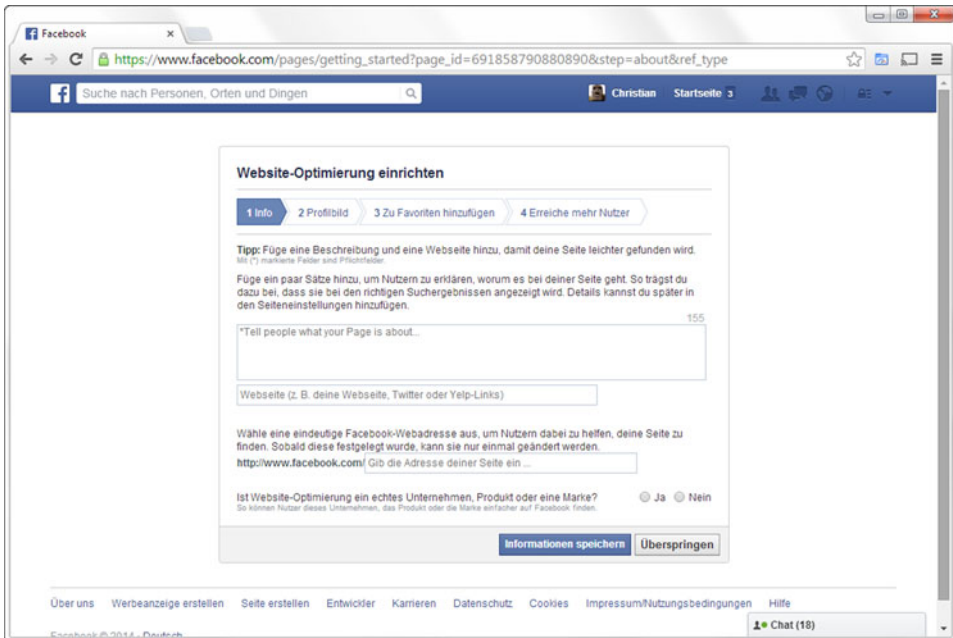 Facebook
https://www.facebook.com/pages/getting_started?page_id=691858790880890&step=about&ref_type
Suche nach Personen, Orten und Dingen
Christian Startseite 3
Website-Optimierung einrichten
1 Info 2 Profilbild 3 Zu Favoriten hinzufügen 4 Erreiche mehr Nutzer
Tipp: Füge eine Beschreibung und eine Webseite hinzu, damit deine Seite leichter gefunden wird.
Mit (*) markierte Felder sind Pflichtfelder.
Füge ein paar Sätze hinzu, um Nutzern zu erklären, worum es bei deiner Seite geht. So trägst du
dazu bei, dass sie bei den richtigen Suchergebnissen angezeigt wird. Details kannst du später in
den Seiteneinstellungen hinzufügen.
155
*Tell people what your Page is about...
Webseite (z. B. deine Webseite, Twitter oder Yelp-Links)
Wähle eine eindeutige Facebook-Webadresse aus, um Nutzern dabei zu helfen, deine Seite zu
finden. Sobald diese festgelegt wurde, kann sie nur einmal geändert werden.
http://www.facebook.com/ Gib die Adresse deiner Seite ein ...
Ist Website-Optimierung ein echtes Unternehmen, Produkt oder eine Marke? Ja Nein
So können Nutzer dieses Unternehmen, das Produkt oder die Marke einfacher auf Facebook finden.
Informationen speichern Überspringen
Über uns Werbeanzeige erstellen Seite erstellen Entwickler Karrieren Datenschutz Cookies Impressum/Nutzungsbedingungen Hilfe
Facebook © 2014 · Deutsch
Chat (18)